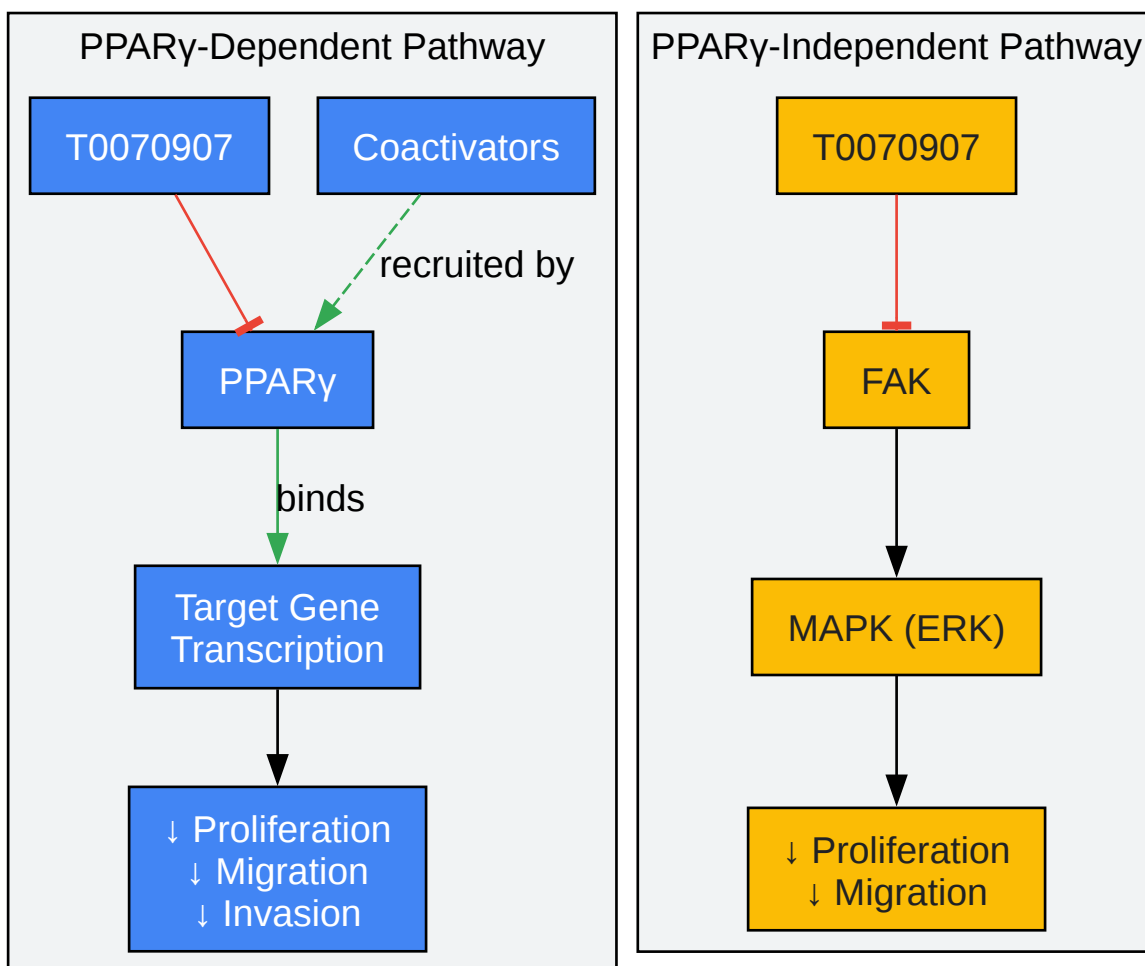 PPARγ-Dependent Pathway
T0070907
Coactivators
recruited by
PPARγ
binds
Target Gene
Transcription
↓ Proliferation
↓ Migration
↓ Invasion
PPARγ-Independent Pathway
T0070907
FAK
MAPK (ERK)
↓ Proliferation
↓ Migration